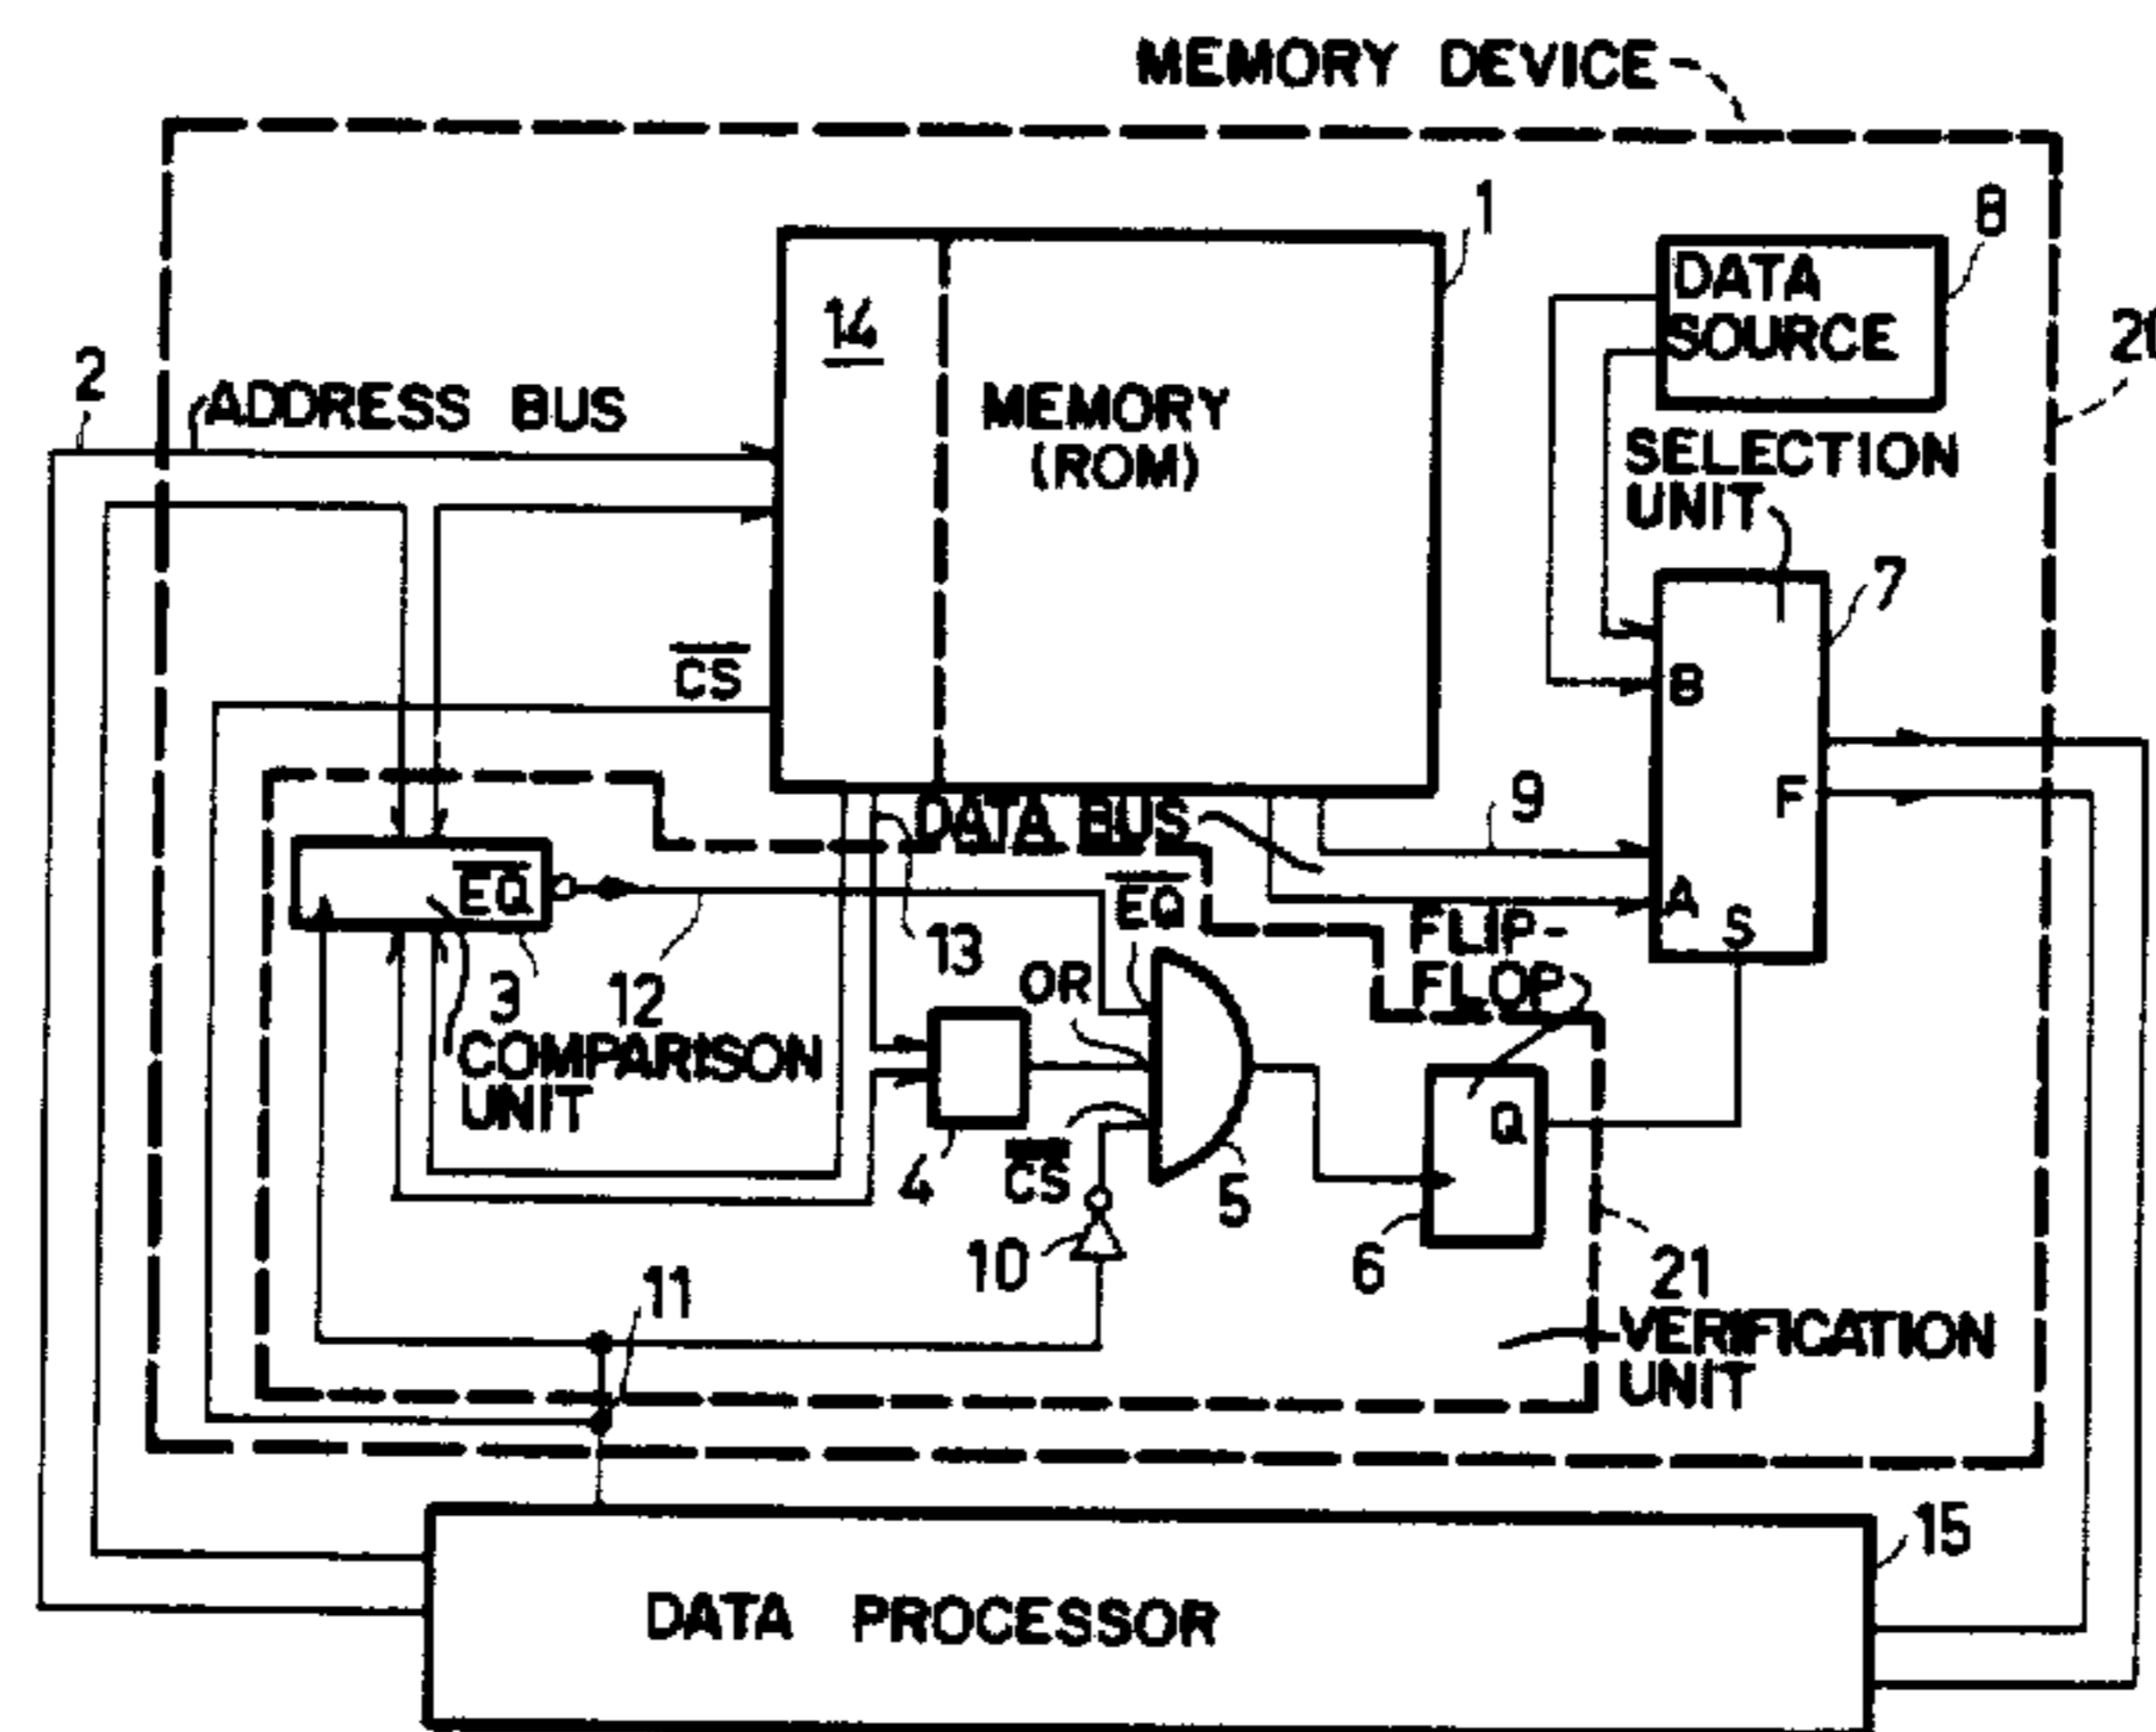 MEMORY DEVICE
1
8
DATA
SOURCE
14
2
ADDRESS BUS
MEMORY
(ROM)
SELECTION
UNIT
7
CS
B
DATA BUS
9
F
EQ
EQ
A
S
FLIP-
FLOP
13
3
12
OR
COMPARISON
UNIT
Q
4
CS
5
10
6
21
11
VERIFICATION
UNIT
15
DATA PROCESSOR